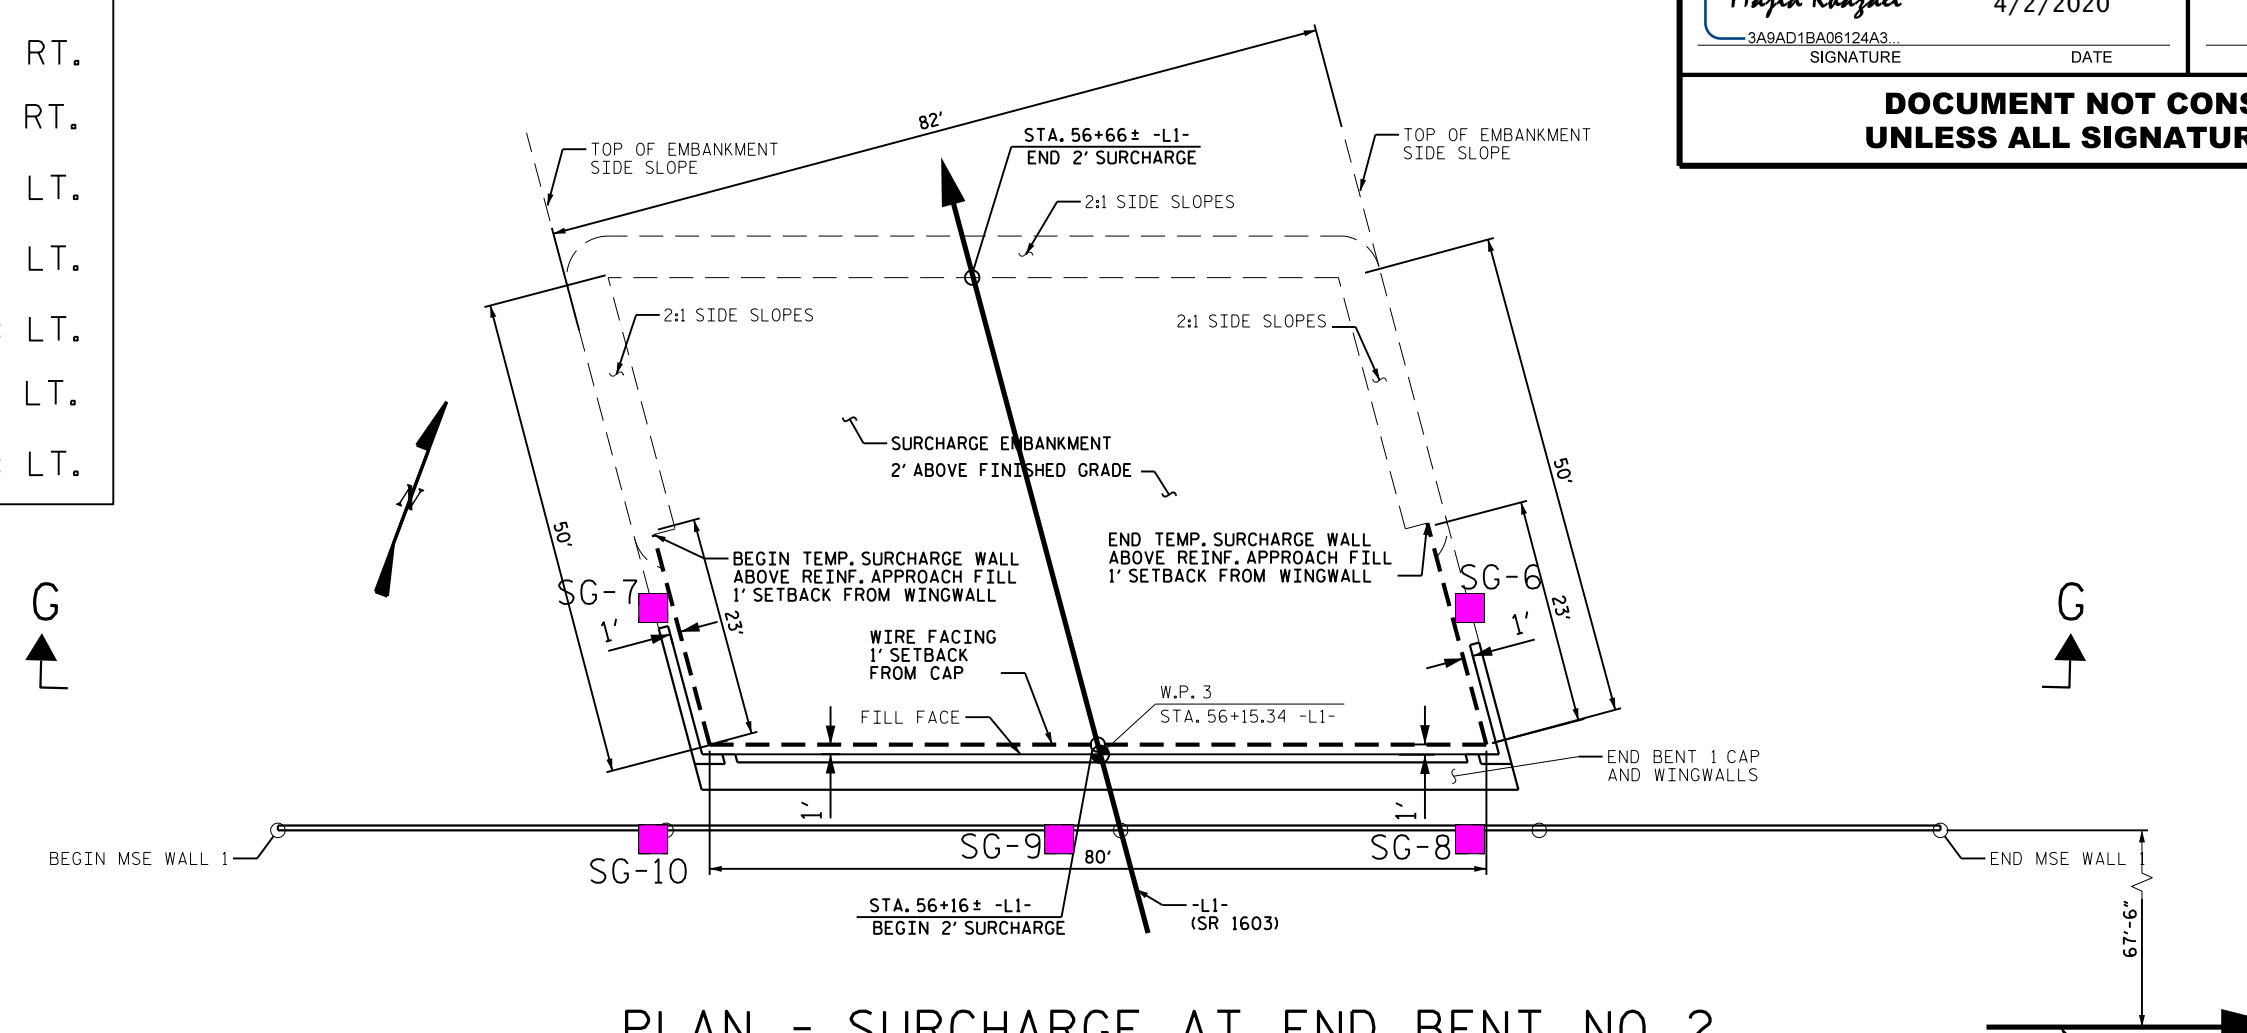 RT.
RT.
LT.
LT.
LT.
LT.
LT.
4/2/2020
3A9AD1BA06124A3...
SIGNATURE DATE
DOCUMENT NOT CONS
UNLESS ALL SIGNATUR
82'
STA. 56+66± -L1-
END 2' SURCHARGE
TOP OF EMBANKMENT
SIDE SLOPE
TOP OF EMBANKMENT
SIDE SLOPE
2:1 SIDE SLOPES
2:1 SIDE SLOPES
2:1 SIDE SLOPES
SURCHARGE EMBANKMENT
2' ABOVE FINISHED GRADE
N
50'
50'
BEGIN TEMP. SURCHARGE WALL
ABOVE REINF. APPROACH FILL
1' SETBACK FROM WINGWALL
END TEMP. SURCHARGE WALL
ABOVE REINF. APPROACH FILL
1' SETBACK FROM WINGWALL
SG-7
SG-6
G
G
1'
23'
23'
1'
WIRE FACING
1' SETBACK
FROM CAP
W.P. 3
STA. 56+15.34 -L1-
FILL FACE
END BENT 1 CAP
AND WINGWALLS
1'
1'
BEGIN MSE WALL 1
SG-10
SG-9
80'
SG-8
END MSE WALL 1
STA. 56+16± -L1-
BEGIN 2' SURCHARGE
-L1-
(SR 1603)
67'-6"
PLAN - SURCHARGE AT END BENT NO. 2